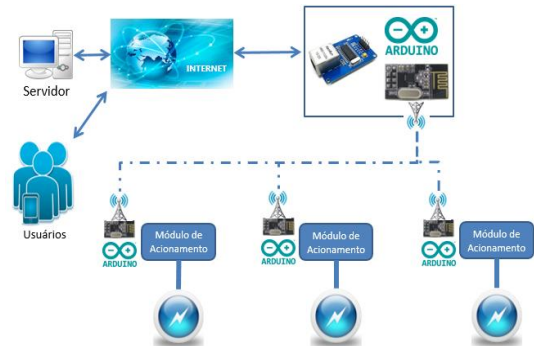 INTERNET
ARDUINO
Servidor
Usuários
Módulo de
Acionamento
ARDUINO
Módulo de
Acionamento
ARDUINO
Módulo de
Acionamento
ARDUINO